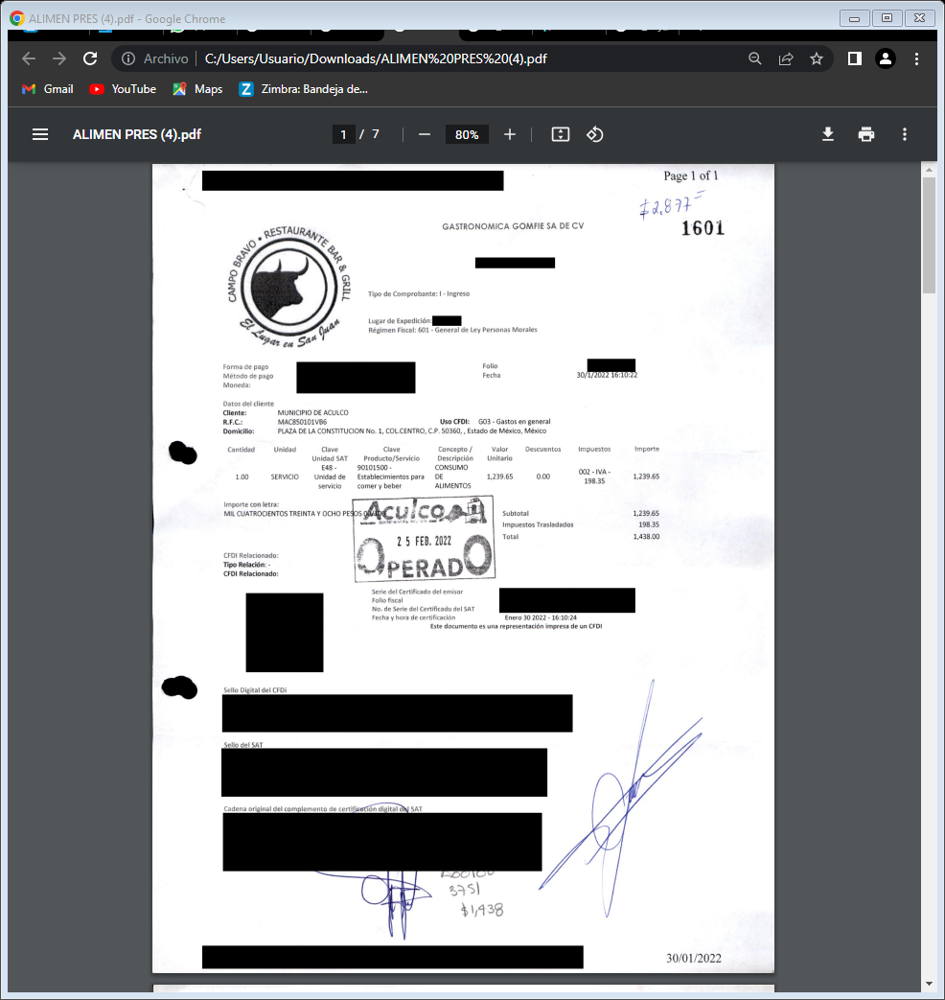 ALIMEN PRES (4).pdf - Google Chrome
Archivo C:/Users/Usuario/Downloads/ALIMEN%20PRES%20(4).pdf
Gmail YouTube Maps Zimbra: Bandeja de...
ALIMEN PRES (4).pdf 1 / 7 80%
Page 1 of 1
$2,877=
1601
GASTRONOMICA GOMFIE SA DE CV
CAMPO BRAVO • RESTAURANTE BAR & GRILL
El Lugar en San Juan
Tipo de Comprobante: I - Ingreso
Lugar de Expedición:
Régimen Fiscal: 601 - General de Ley Personas Morales
Forma de pago
Método de pago
Moneda:
Folio
Fecha 30/1/2022 16:10:22
Datos del cliente
Cliente: MUNICIPIO DE ACULCO
R.F.C.: MAC850101VB6 Uso CFDI: G03 - Gastos en general
Domicilio: PLAZA DE LA CONSTITUCION No. 1, COL.CENTRO, C.P. 50360, , Estado de México, México
Cantidad Unidad Clave Unidad SAT Clave Producto/Servicio Concepto / Descripción Valor Unitario Descuentos Impuestos Importe
1.00 SERVICIO E48 - Unidad de servicio 90101500 - Establecimientos para comer y beber CONSUMO DE ALIMENTOS 1,239.65 0.00 002 - IVA - 198.35 1,239.65
Importe con letra:
MIL CUATROCIENTOS TREINTA Y OCHO PESOS
Aculco
25 FEB. 2022
OPERADO
Subtotal 1,239.65
Impuestos Trasladados 198.35
Total 1,438.00
CFDI Relacionado:
Tipo Relación: -
CFDI Relacionado:
Serie del Certificado del emisor
Folio fiscal
No. de Serie del Certificado del SAT
Fecha y hora de certificación Enero 30 2022 - 16:10:24
Este documento es una representación impresa de un CFDI
Sello Digital del CFDI
Sello del SAT
Cadena original del complemento de certificación digital del SAT
3751
$1,438
30/01/2022